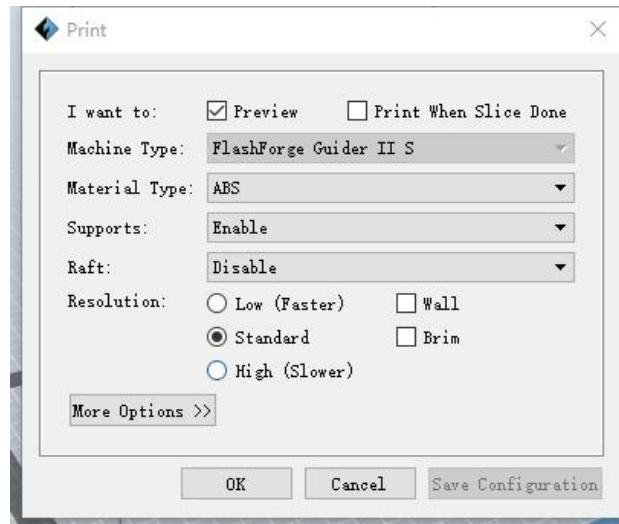 Print
I want to: Preview Print When Slice Done
Machine Type: FlashForge Guider II S
Material Type: ABS
Supports: Enable
Raft: Disable
Resolution: Low (Faster) Wall
Standard Brim
High (Slower)
More Options >>
OK Cancel Save Configuration